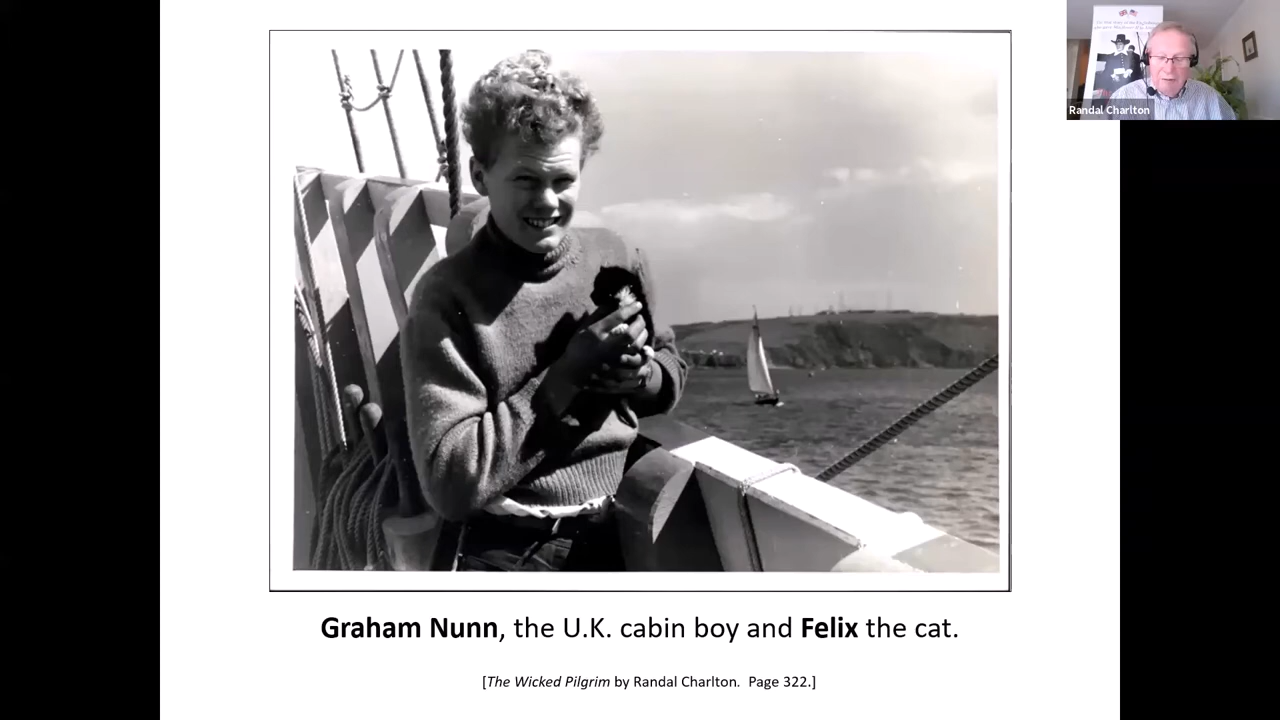 Randal Charlton
Graham Nunn, the U.K. cabin boy and Felix the cat.
[The Wicked Pilgrim by Randal Charlton. Page 322.]